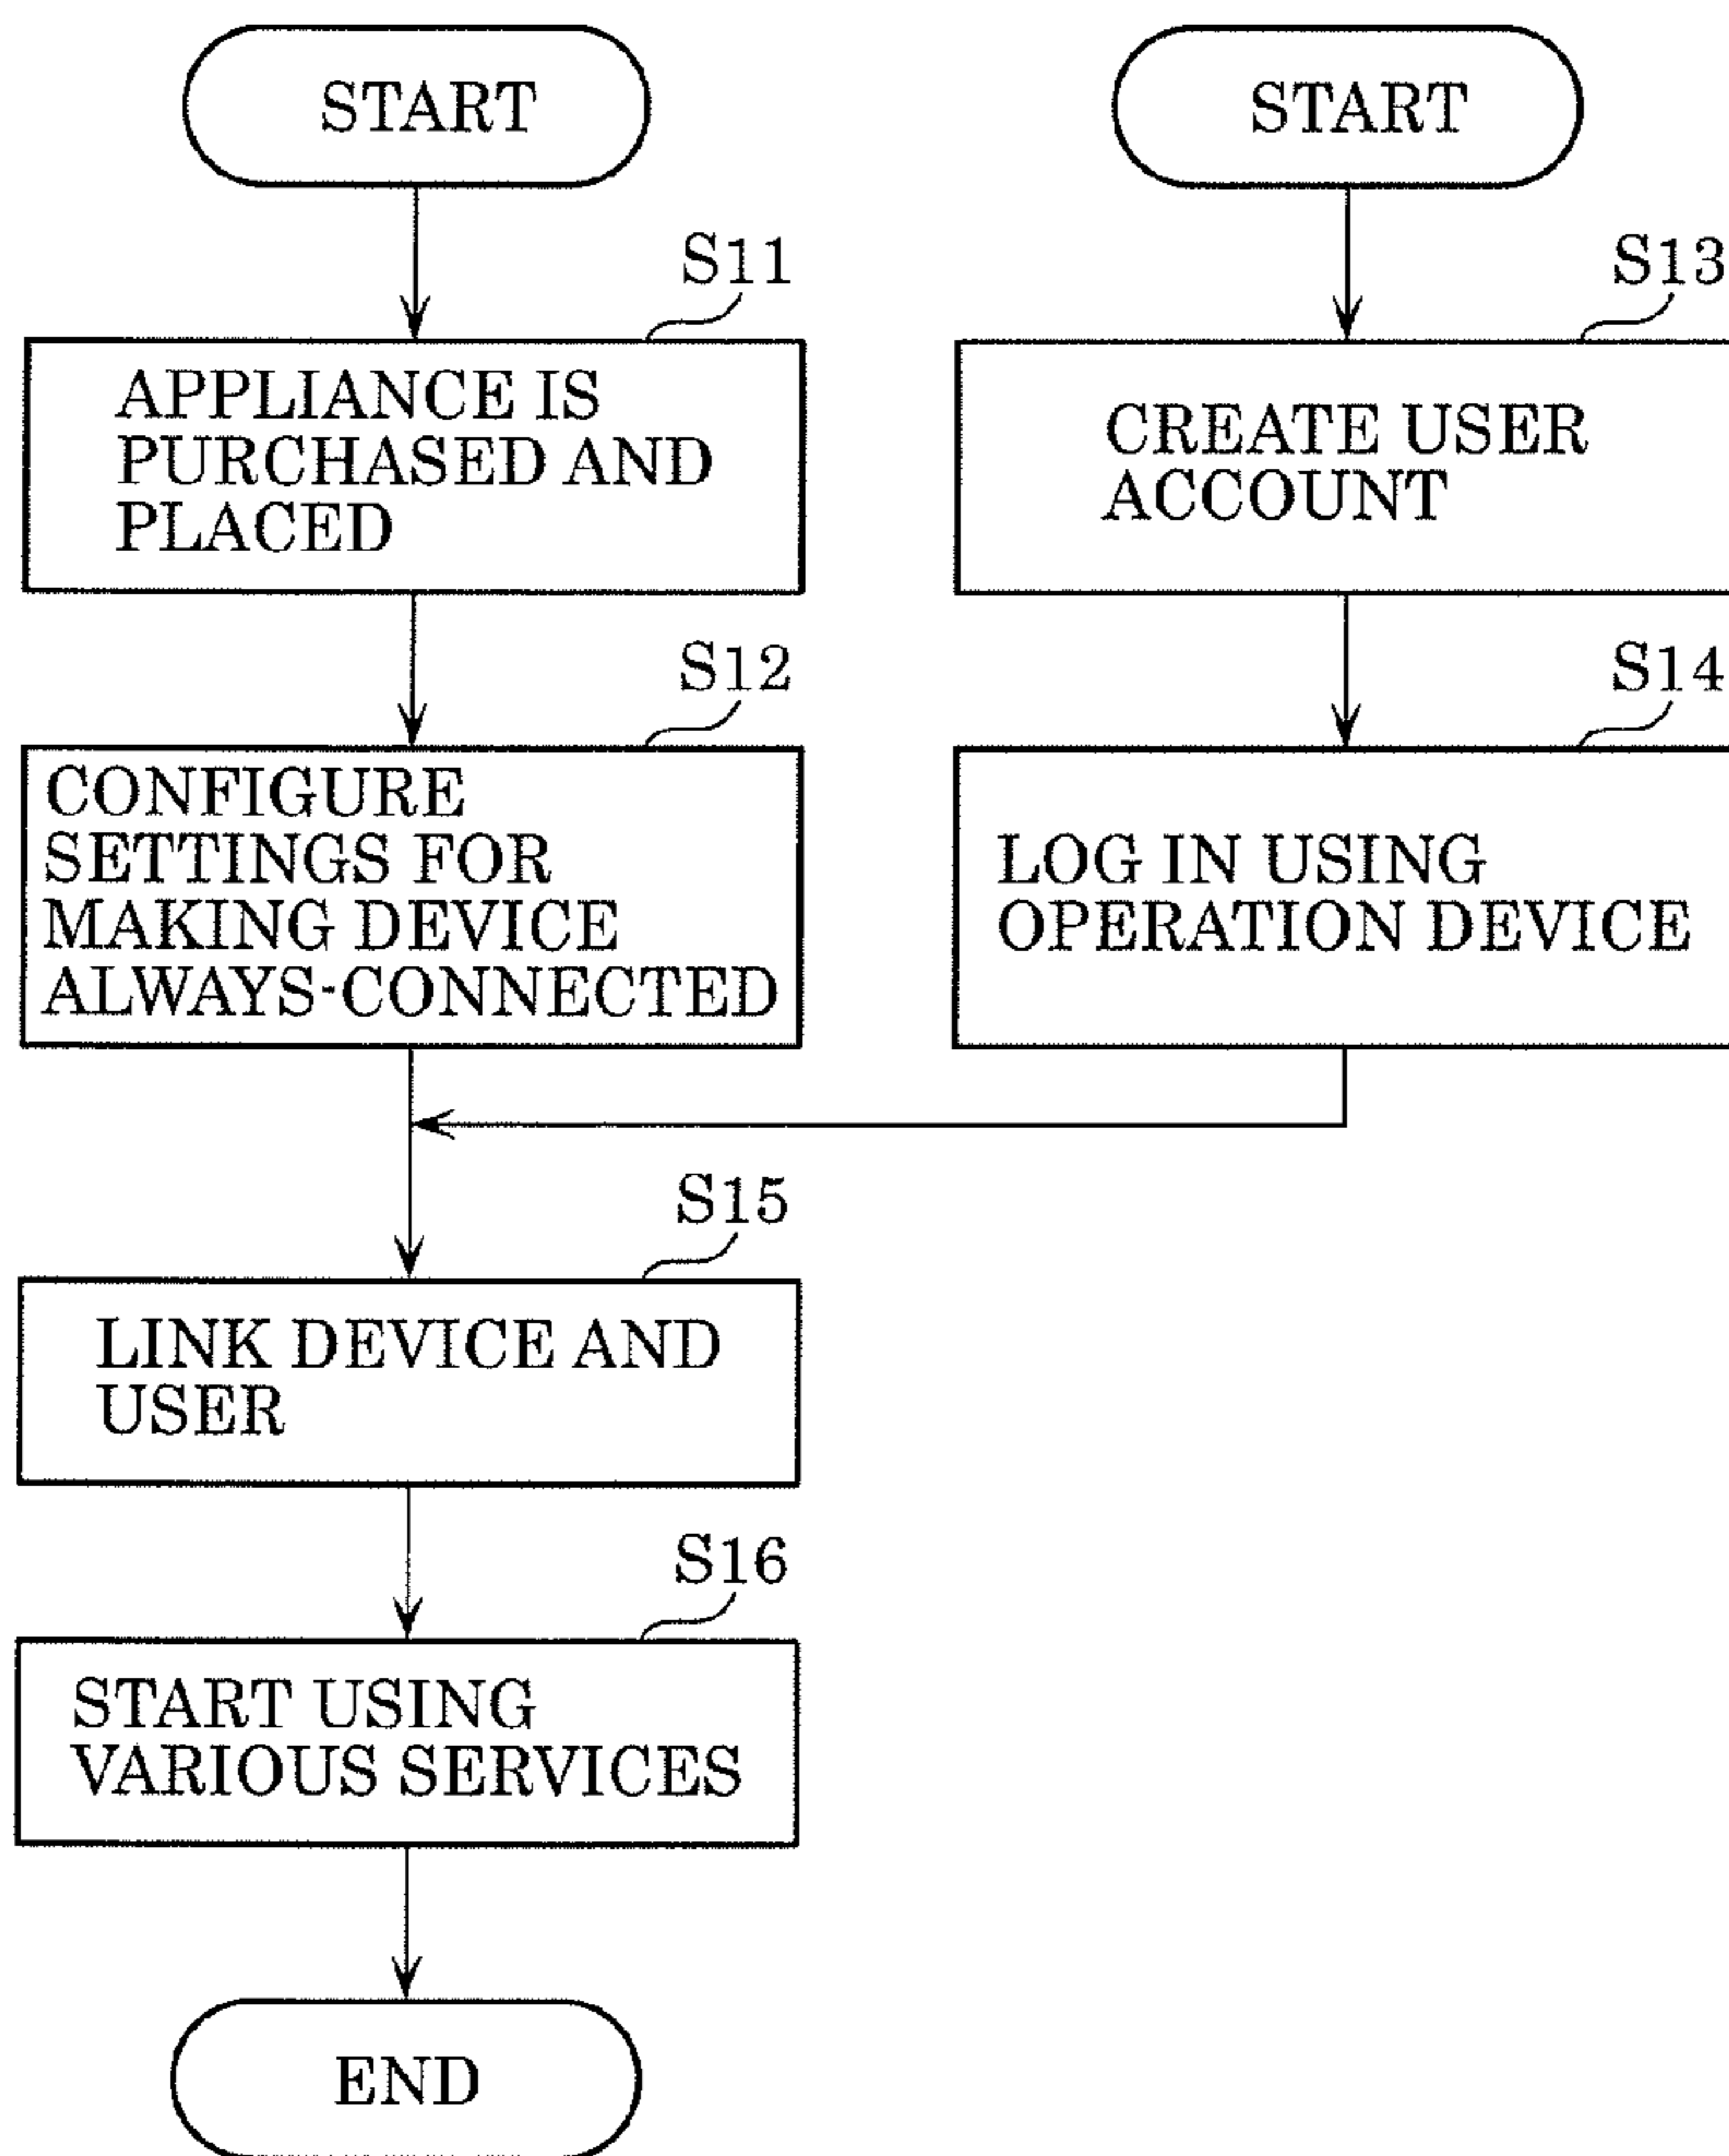 START
S11
APPLIANCE IS
PURCHASED AND
PLACED
S12
CONFIGURE
SETTINGS FOR
MAKING DEVICE
ALWAYS-CONNECTED
START
S13
CREATE USER
ACCOUNT
S14
LOG IN USING
OPERATION DEVICE
S15
LINK DEVICE AND
USER
S16
START USING
VARIOUS SERVICES
END